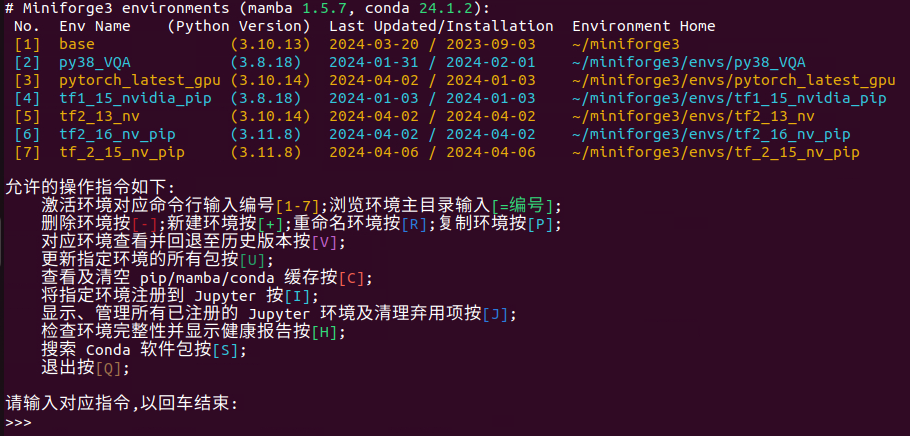 # Miniforge3 environments (mamba 1.5.7, conda 24.1.2):
No. Env Name (Python Version) Last Updated/Installation Environment Home
[1] base (3.10.13) 2024-03-20 / 2023-09-03 ~/miniforge3
[2] py38_VQA (3.8.18) 2024-01-31 / 2024-02-01 ~/miniforge3/envs/py38_VQA
[3] pytorch_latest_gpu (3.10.14) 2024-04-02 / 2024-01-03 ~/miniforge3/envs/pytorch_latest_gpu
[4] tf1_15_nvidia_pip (3.8.18) 2024-01-03 / 2024-01-03 ~/miniforge3/envs/tf1_15_nvidia_pip
[5] tf2_13_nv (3.10.14) 2024-04-02 / 2024-04-02 ~/miniforge3/envs/tf2_13_nv
[6] tf2_16_nv_pip (3.11.8) 2024-04-02 / 2024-04-02 ~/miniforge3/envs/tf2_16_nv_pip
[7] tf_2_15_nv_pip (3.11.8) 2024-04-06 / 2024-04-06 ~/miniforge3/envs/tf_2_15_nv_pip
允许的操作指令如下:
激活环境对应命令行输入编号[1-7];浏览环境主目录输入[=编号];
删除环境按[-];新建环境按[+];重命名环境按[R];复制环境按[P];
对应环境查看并回退至历史版本按[V];
更新指定环境的所有包按[U];
查看及清空 pip/mamba/conda 缓存按[C];
将指定环境注册到 Jupyter 按[I];
显示、管理所有已注册的 Jupyter 环境及清理弃用项按[J];
检查环境完整性并显示健康报告按[H];
搜索 Conda 软件包按[S];
退出按[Q];
请输入对应指令,以回车结束:
>>>